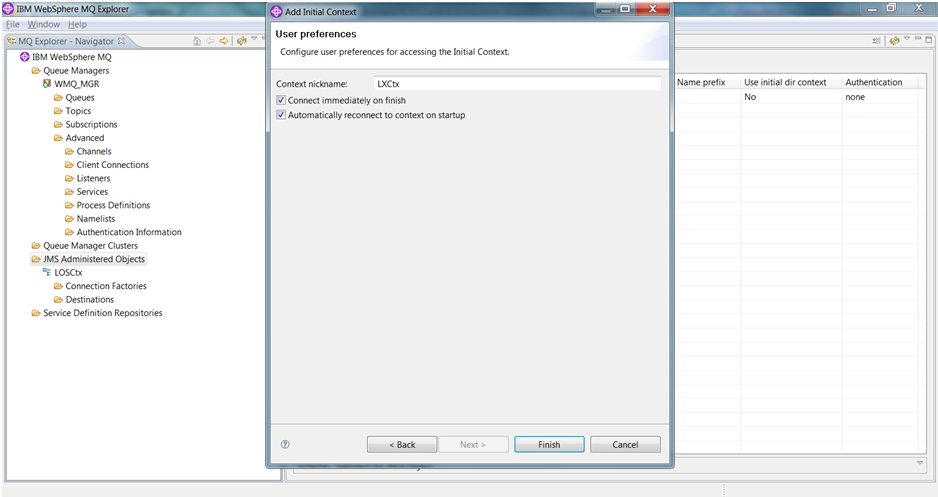 IBM WebSphere MQ Explorer
File Window Help
MQ Explorer - Navigator
IBM WebSphere MQ
Queue Managers
WMQ_MGR
Queues
Topics
Subscriptions
Advanced
Channels
Client Connections
Listeners
Services
Process Definitions
Namelists
Authentication Information
Queue Manager Clusters
JMS Administered Objects
LOSCtx
Connection Factories
Destinations
Service Definition Repositories
Add Initial Context
User preferences
Configure user preferences for accessing the Initial Context.
Context nickname: LXCtx
Connect immediately on finish
Automatically reconnect to context on startup
< Back Next > Finish Cancel
Name prefix Use initial dir context Authentication
No none